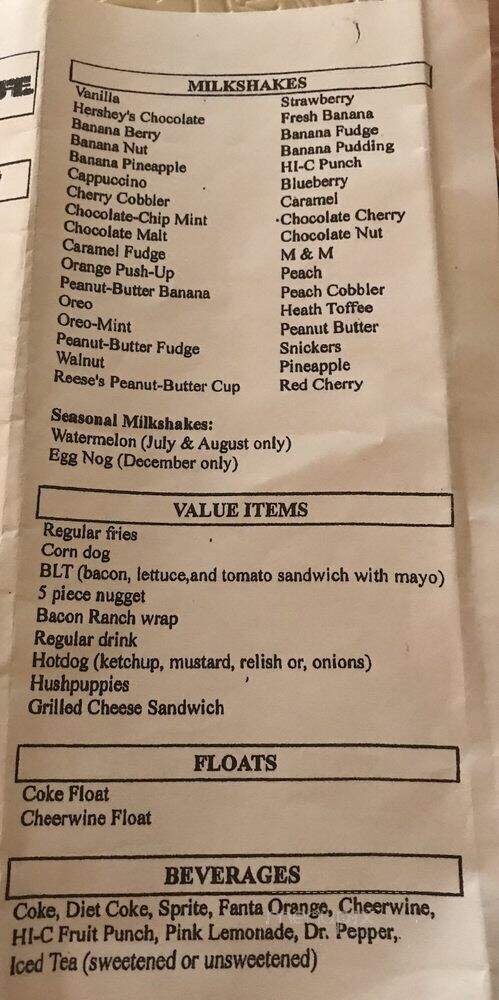 MILKSHAKES
Vanilla
Hershey's Chocolate
Banana Berry
Banana Nut
Banana Pineapple
Cappuccino
Cherry Cobbler
Chocolate-Chip Mint
Chocolate Malt
Caramel Fudge
Orange Push-Up
Peanut-Butter Banana
Oreo
Oreo-Mint
Peanut-Butter Fudge
Walnut
Reese's Peanut-Butter Cup
Strawberry
Fresh Banana
Banana Fudge
Banana Pudding
HI-C Punch
Blueberry
Caramel
Chocolate Cherry
Chocolate Nut
M & M
Peach
Peach Cobbler
Heath Toffee
Peanut Butter
Snickers
Pineapple
Red Cherry
Seasonal Milkshakes:
Watermelon (July & August only)
Egg Nog (December only)
VALUE ITEMS
Regular fries
Corn dog
BLT (bacon, lettuce,and tomato sandwich with mayo)
5 piece nugget
Bacon Ranch wrap
Regular drink
Hotdog (ketchup, mustard, relish or, onions)
Hushpuppies
Grilled Cheese Sandwich
FLOATS
Coke Float
Cheerwine Float
BEVERAGES
Coke, Diet Coke, Sprite, Fanta Orange, Cheerwine,
HI-C Fruit Punch, Pink Lemonade, Dr. Pepper,.
Iced Tea (sweetened or unsweetened)